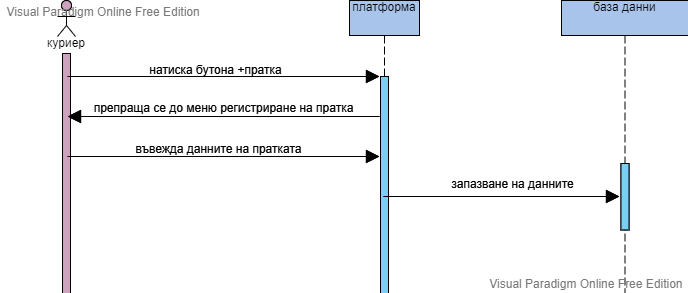 Visual Paradigm Online Free Edition
куриер
платформа
база данни
натиска бутона +пратка
препраща се до меню регистриране на пратка
въвежда данните на пратката
запазване на данните
Visual Paradigm Online Free Edition